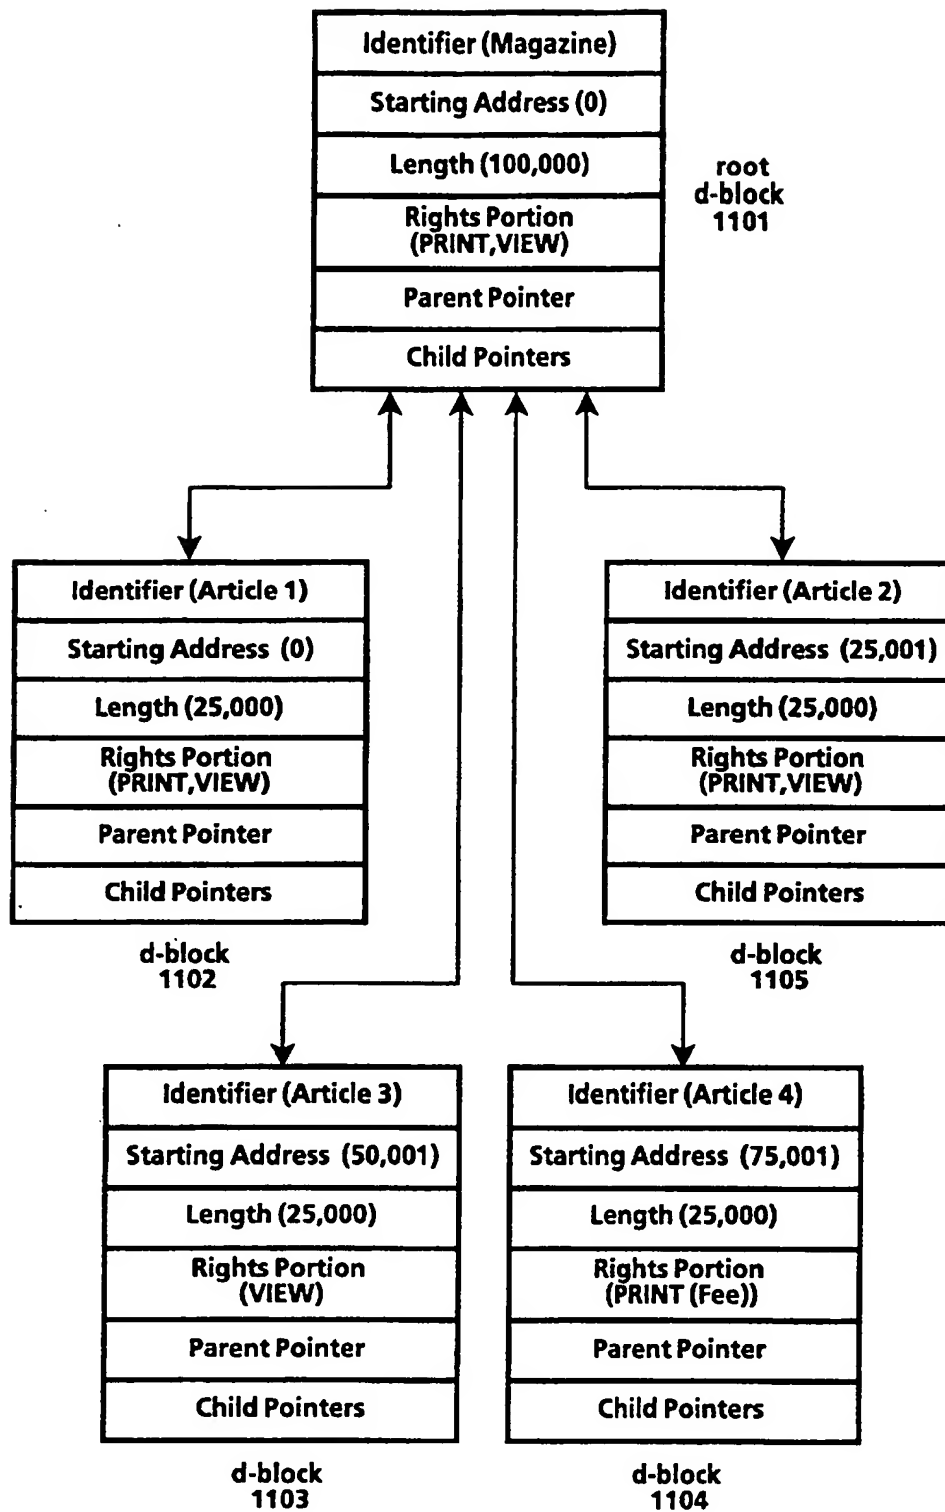 Identifier (Magazine)
Starting Address (0)
Length (100,000)
Rights Portion
(PRINT,VIEW)
Parent Pointer
Child Pointers
root
d-block
1101
Identifier (Article 1)
Starting Address (0)
Length (25,000)
Rights Portion
(PRINT,VIEW)
Parent Pointer
Child Pointers
d-block
1102
Identifier (Article 2)
Starting Address (25,001)
Length (25,000)
Rights Portion
(PRINT,VIEW)
Parent Pointer
Child Pointers
d-block
1105
Identifier (Article 3)
Starting Address (50,001)
Length (25,000)
Rights Portion
(VIEW)
Parent Pointer
Child Pointers
d-block
1103
Identifier (Article 4)
Starting Address (75,001)
Length (25,000)
Rights Portion
(PRINT (Fee))
Parent Pointer
Child Pointers
d-block
1104